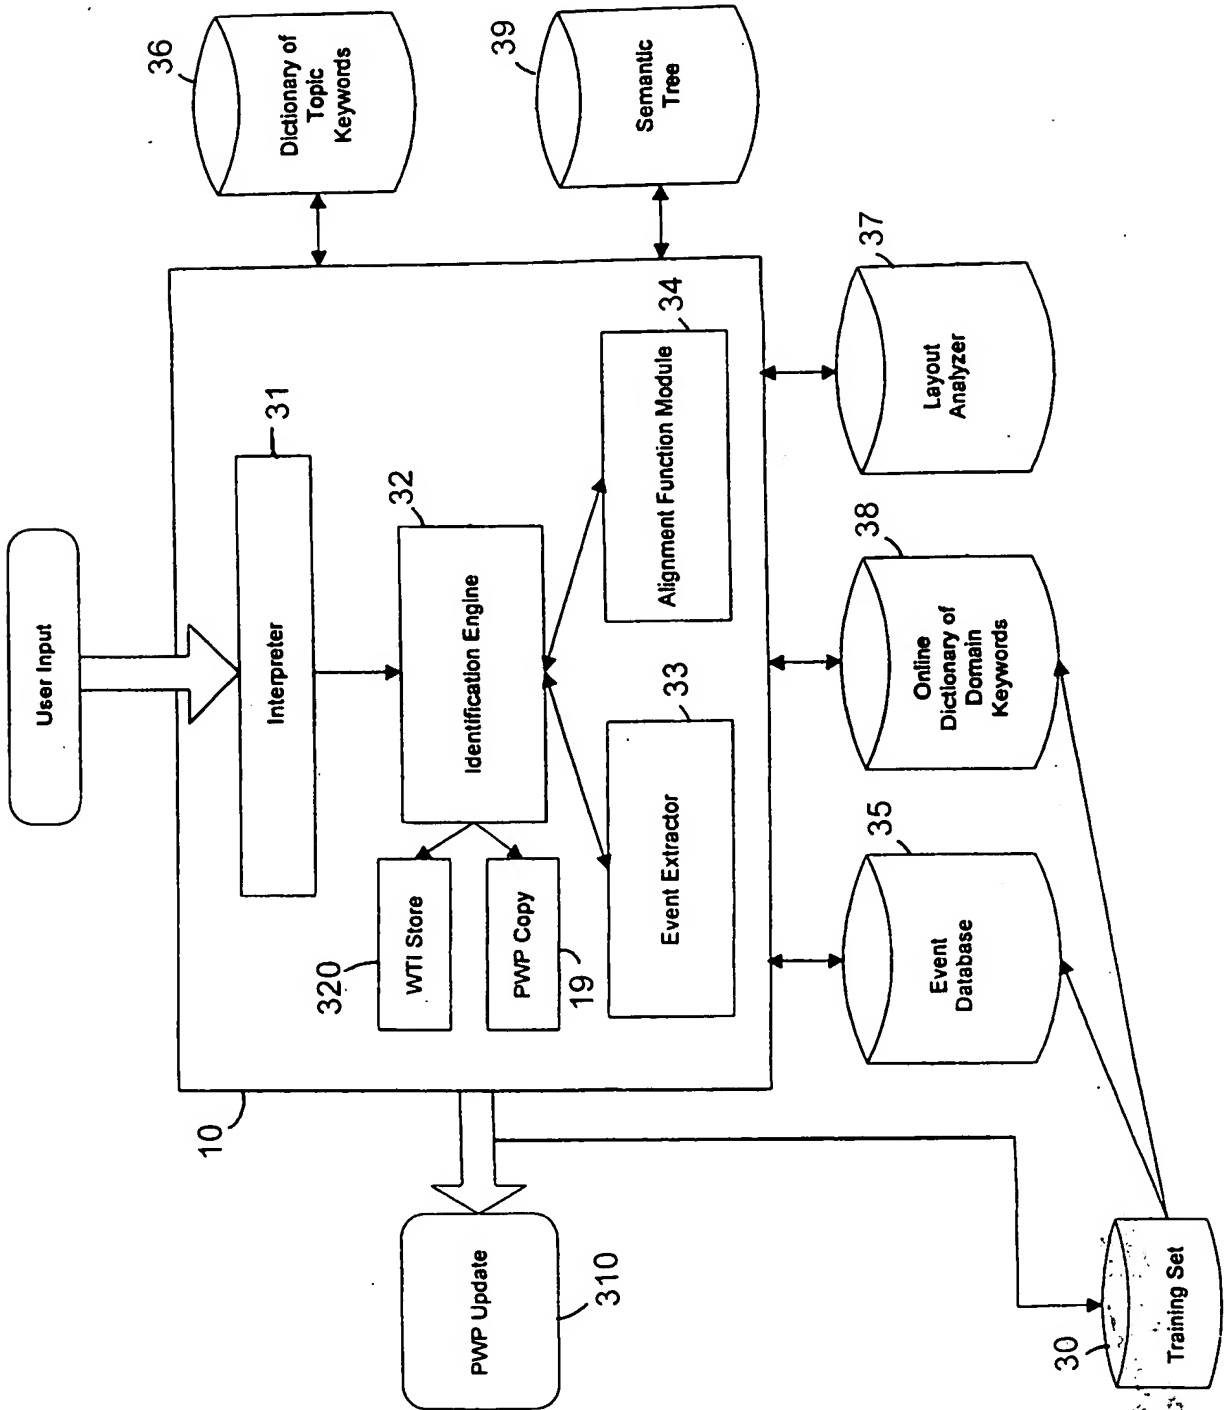 User Input
36
Dictionary of
Topic
Keywords
39
Semantic
Tree
31
Interpreter
32
Identification Engine
34
Alignment Function Module
33
Event Extractor
320
WTI Store
PWP Copy
19
10
37
Layout
Analyzer
38
Online
Dictionary of
Domain
Keywords
35
Event
Database
PWP Update
310
30
Training Set